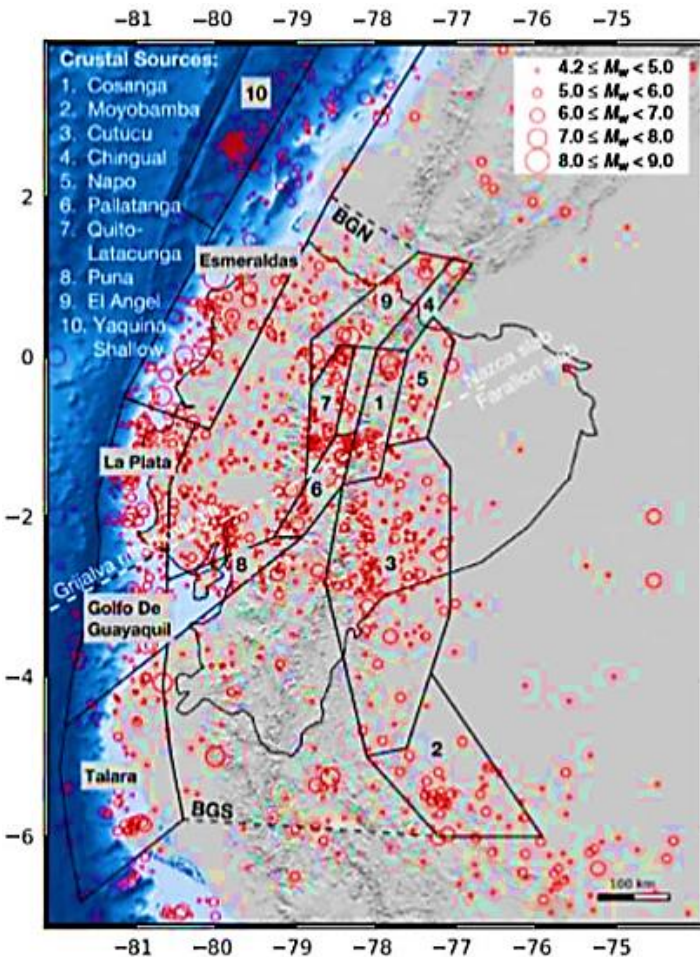 −81 −80 −79 −78 −77 −76 −75
Crustal Sources:
1. Cosanga
2. Moyobamba
3. Cutucu
4. Chingual
5. Napo
6. Pallatanga
7. Quito-
Latacunga
8. Puna
9. El Angel
10. Yaquina
Shallow
4.2 ≤ Mw < 5.0
5.0 ≤ Mw < 6.0
6.0 ≤ Mw < 7.0
7.0 ≤ Mw < 8.0
8.0 ≤ Mw < 9.0
10
2
BGN
Esmeraldas
9
4
0
Nazca slab
Farallon slab
5
7
1
La Plata
6
−2
8
3
Grijalva
Golfo De
Guayaquil
−4
2
Talara
BGS
−6
100 km
−81 −80 −79 −78 −77 −76 −75